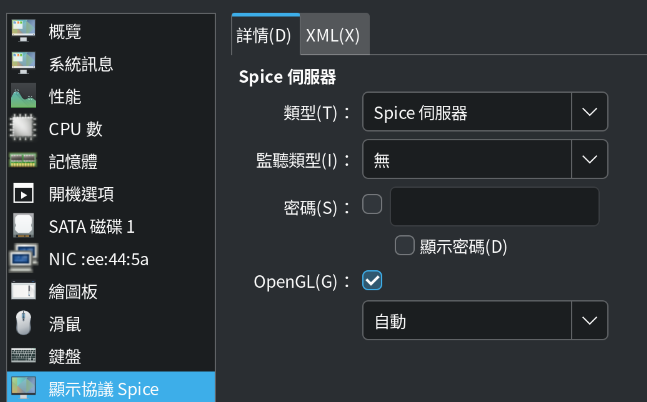 概覽
系統訊息
性能
CPU 數
記憶體
開機選項
SATA 磁碟 1
NIC :ee:44:5a
繪圖板
滑鼠
鍵盤
顯示協議 Spice
詳情(D)
XML(X)
Spice 伺服器
類型(T)：
Spice 伺服器
監聽類型(I)：
無
密碼(S)：
顯示密碼(D)
OpenGL(G)：
自動